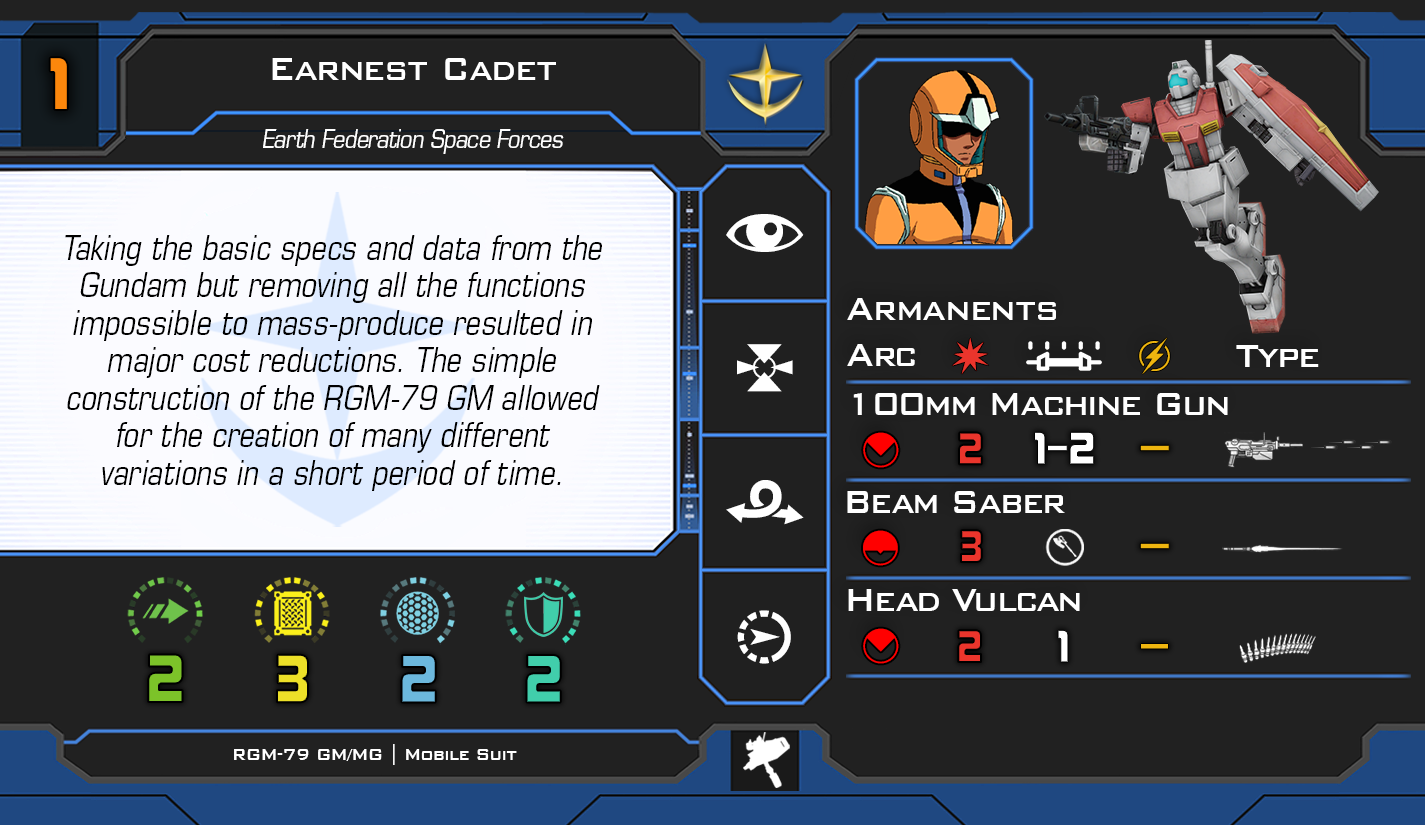 1
Earnest Cadet
Earth Federation Space Forces
Taking the basic specs and data from the
Gundam but removing all the functions
impossible to mass-produce resulted in
major cost reductions. The simple
construction of the RGM-79 GM allowed
for the creation of many different
variations in a short period of time.
2 3 2 2
RGM-79 GM/MG | Mobile Suit
Armanents
Arc Type
100mm Machine Gun
2 1-2 –
Beam Saber
3 –
Head Vulcan
2 1 –